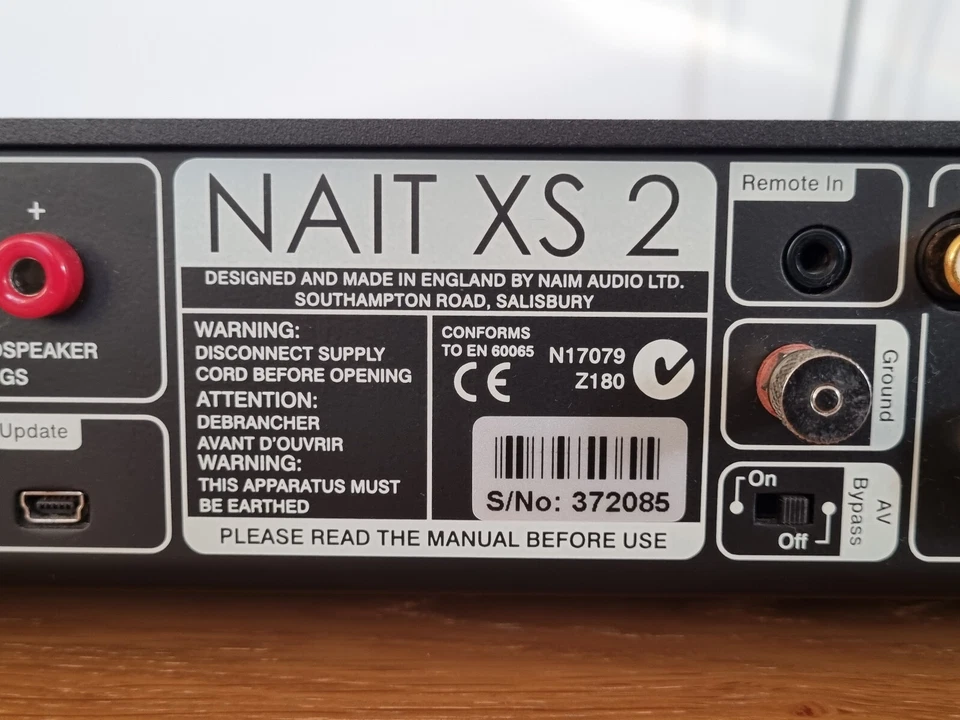 +
DSPEAKER
GS
Update
NAIT XS 2
DESIGNED AND MADE IN ENGLAND BY NAIM AUDIO LTD.
SOUTHAMPTON ROAD, SALISBURY
WARNING:
DISCONNECT SUPPLY
CORD BEFORE OPENING
ATTENTION:
DEBRANCHER
AVANT D'OUVRIR
WARNING:
THIS APPARATUS MUST
BE EARTHED
CONFORMS
TO EN 60065
CE
N17079
Z180
S/No: 372085
PLEASE READ THE MANUAL BEFORE USE
Remote In
Ground
On
Off
AV
Bypass